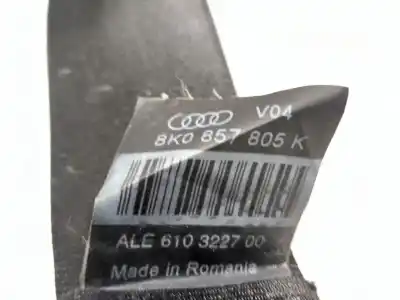 V04
8K0 857 805 K
ALE 610 3227 00
Made in Romania